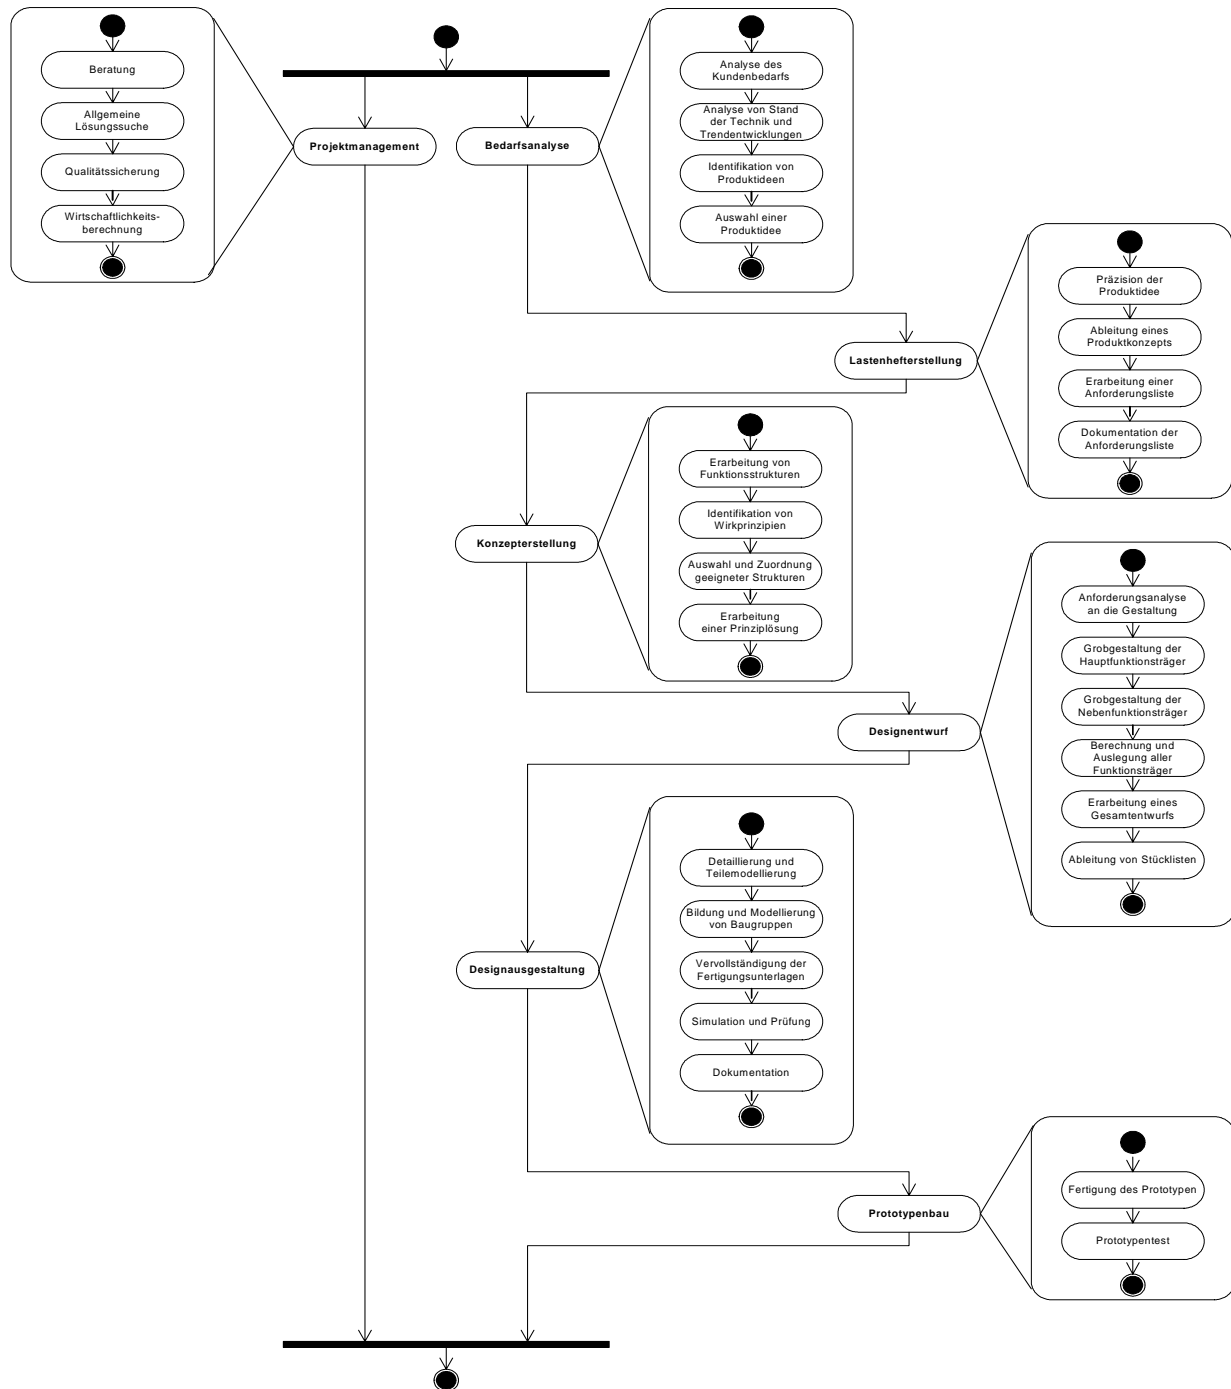 Beratung
Allgemeine
Lösungssuche
Qualitätssicherung
Wirtschaftlichkeits-
berechnung
Projektmanagement
Bedarfsanalyse
Analyse des
Kundenbedarfs
Analyse von Stand
der Technik und
Trendentwicklungen
Identifikation von
Produktideen
Auswahl einer
Produktidee
Lastenhefterstellung
Präzision der
Produktidee
Ableitung eines
Produktkonzepts
Erarbeitung einer
Anforderungsliste
Dokumentation der
Anforderungsliste
Konzepterstellung
Erarbeitung von
Funktionsstrukturen
Identifikation von
Wirkprinzipien
Auswahl und Zuordnung
geeigneter Strukturen
Erarbeitung
einer Prinziplösung
Designentwurf
Anforderungsanalyse
an die Gestaltung
Grobgestaltung der
Hauptfunktionsträger
Grobgestaltung der
Nebenfunktionsträger
Berechnung und
Auslegung aller
Funktionsträger
Erarbeitung eines
Gesamtentwurfs
Ableitung von Stücklisten
Designausgestaltung
Detaillierung und
Teilemodellierung
Bildung und Modellierung
von Baugruppen
Vervollständigung der
Fertigungsunterlagen
Simulation und Prüfung
Dokumentation
Prototypenbau
Fertigung des Prototypen
Prototypentest